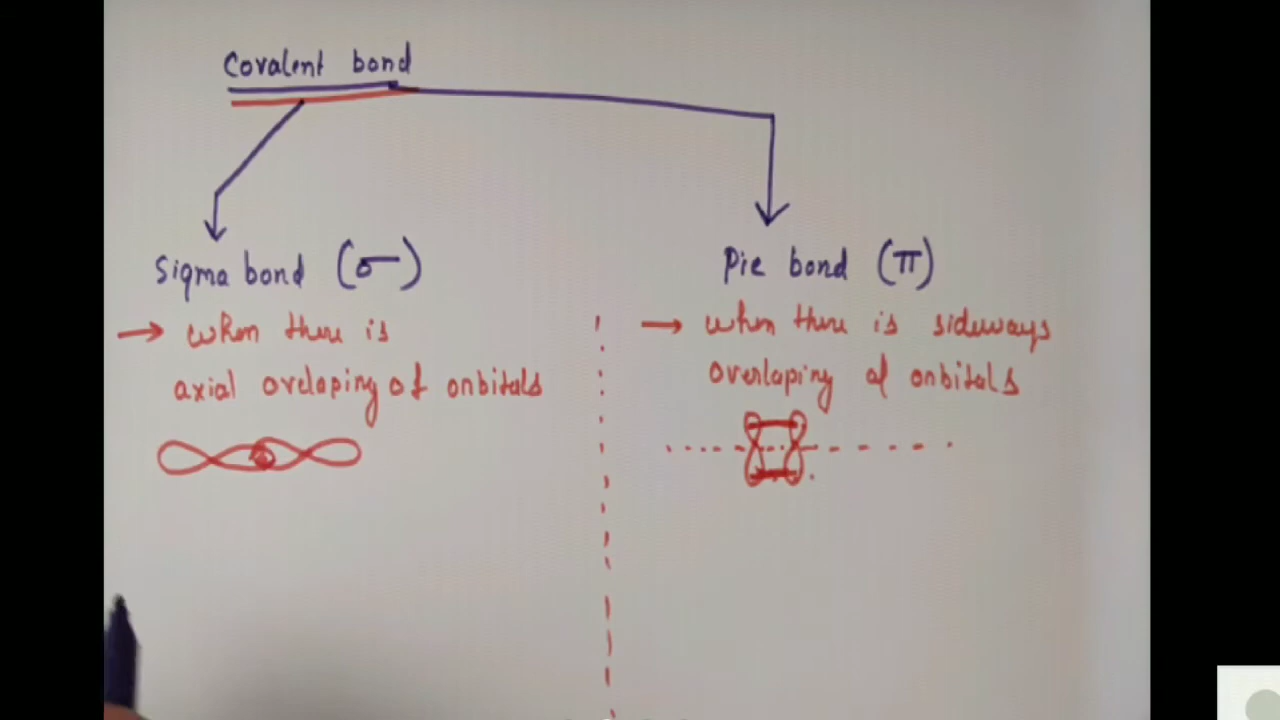 Covalent bond
Sigma bond (σ)
Pie bond (π)
→ when there is
axial ovelaping of orbitals
→ when there is sideways
overlaping of orbitals